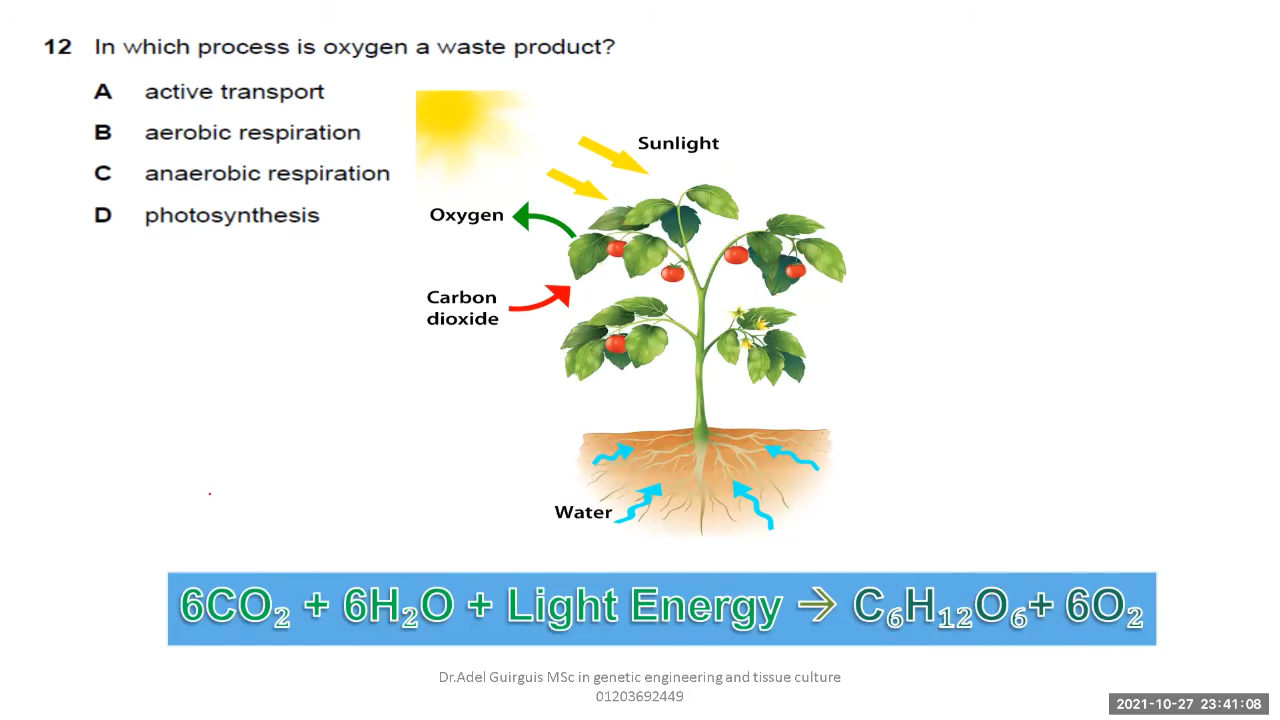 12 In which process is oxygen a waste product?
A active transport
B aerobic respiration
C anaerobic respiration
D photosynthesis
Sunlight
Oxygen
Carbon
dioxide
Water
6CO₂ + 6H₂O + Light Energy → C₆H₁₂O₆+ 6O₂
Dr.Adel Guirguis MSc in genetic engineering and tissue culture
01203692449
2021-10-27 23:41:08